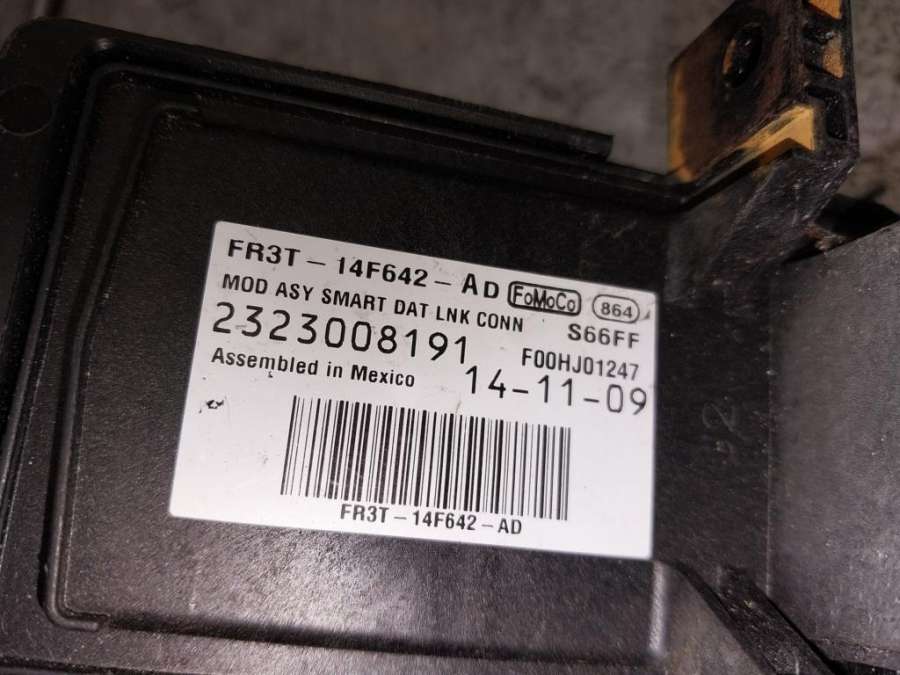 FR3T-14F642-AD FoMoCo 864
MOD ASY SMART DAT LNK CONN S66FF
2323008191 F00HJ01247
Assembled in Mexico 14-11-09
FR3T-14F642-AD